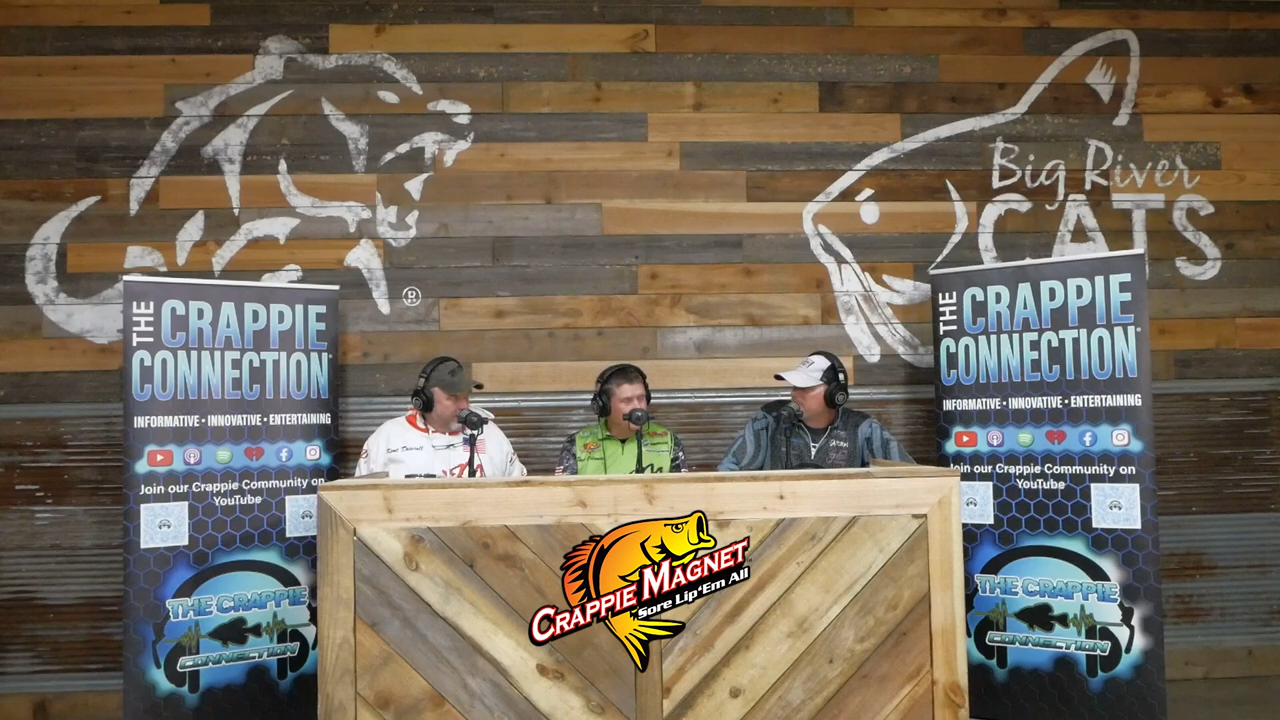 Big River
CATS
®
THE
CRAPPIE
CONNECTION
INFORMATIVE • INNOVATIVE • ENTERTAINING
Join our Crappie Community on
YouTube
THE CRAPPIE
CONNECTION
CRAPPIE MAGNET
Sore Lip 'Em All
THE
CRAPPIE
CONNECTION
INFORMATIVE • INNOVATIVE • ENTERTAINING
Join our Crappie Community on
YouTube
THE CRAPPIE
CONNECTION